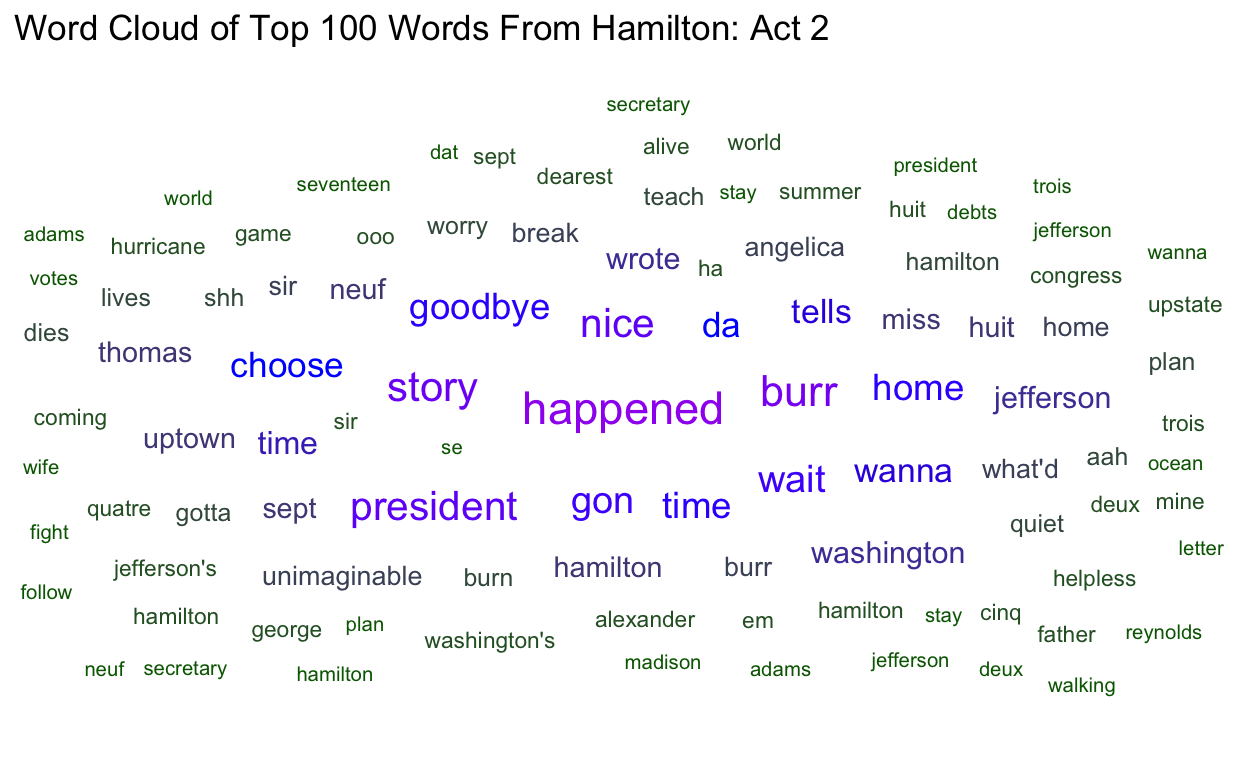 Word Cloud of Top 100 Words From Hamilton: Act 2
secretary
alive world
dat sept
dearest
president
seventeen
teach stay summer
trois
world
huit debts
adams
hurricane game ooo worry break
jefferson
wrote ha angelica
hamilton
wanna
votes
congress
lives shh sir neuf
goodbye nice da tells miss huit home
upstate
dies
thomas
choose
plan
story happened burr home jefferson
coming
uptown time sir
trois
se
wife
wait wanna what'd aah ocean
quatre gotta sept president gon time
deux mine
fight
quiet
letter
jefferson's unimaginable burn hamilton burr washington
helpless
follow
hamilton george plan washington's alexander em hamilton stay cinq
father reynolds
neuf secretary hamilton madison adams jefferson deux
walking